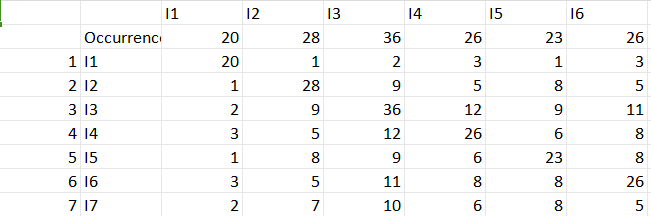 I1 I2 I3 I4 I5 I6
Occurrenc 20 28 36 26 23 26
1 I1 20 1 2 3 1 3
2 I2 1 28 9 5 8 5
3 I3 2 9 36 12 9 11
4 I4 3 5 12 26 6 8
5 I5 1 8 9 6 23 8
6 I6 3 5 11 8 8 26
7 I7 2 7 10 6 8 5